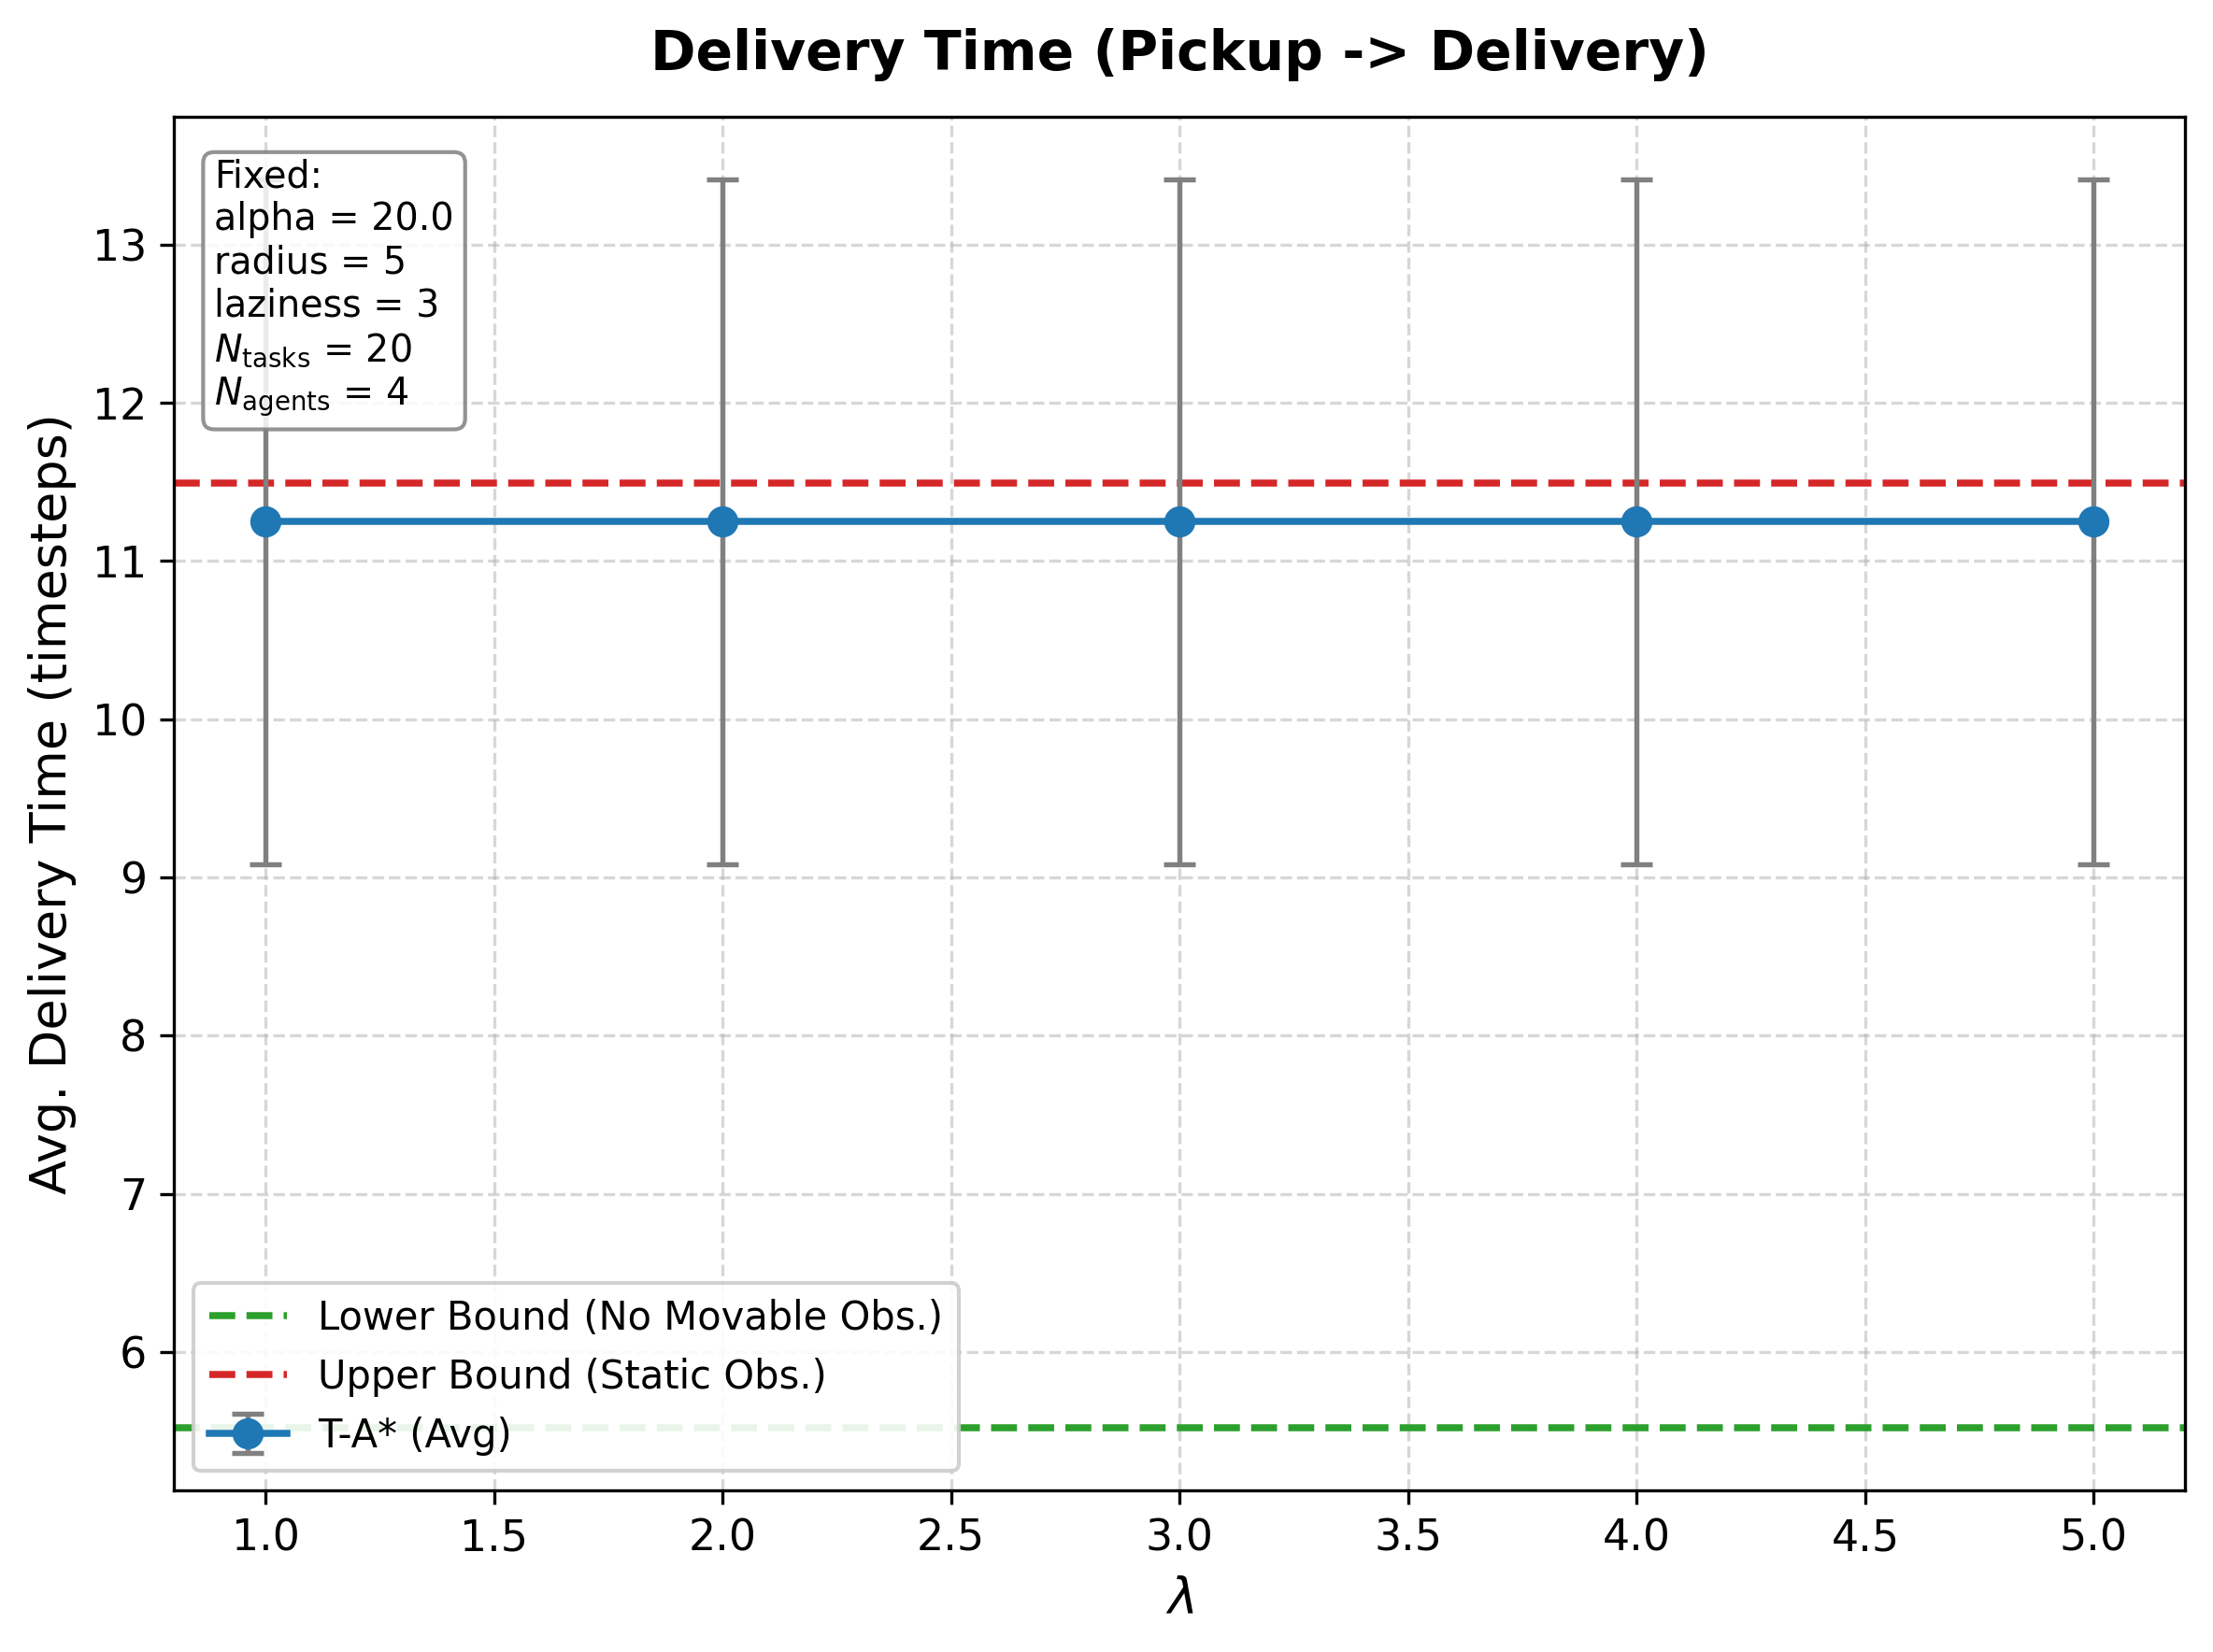 Delivery Time (Pickup -> Delivery)
Fixed:
alpha = 20.0
radius = 5
laziness = 3
N_tasks = 20
N_agents = 4
Avg. Delivery Time (timesteps)
13
12
11
10
9
8
7
6
Lower Bound (No Movable Obs.)
Upper Bound (Static Obs.)
T-A* (Avg)
1.0 1.5 2.0 2.5 3.0 3.5 4.0 4.5 5.0
λ